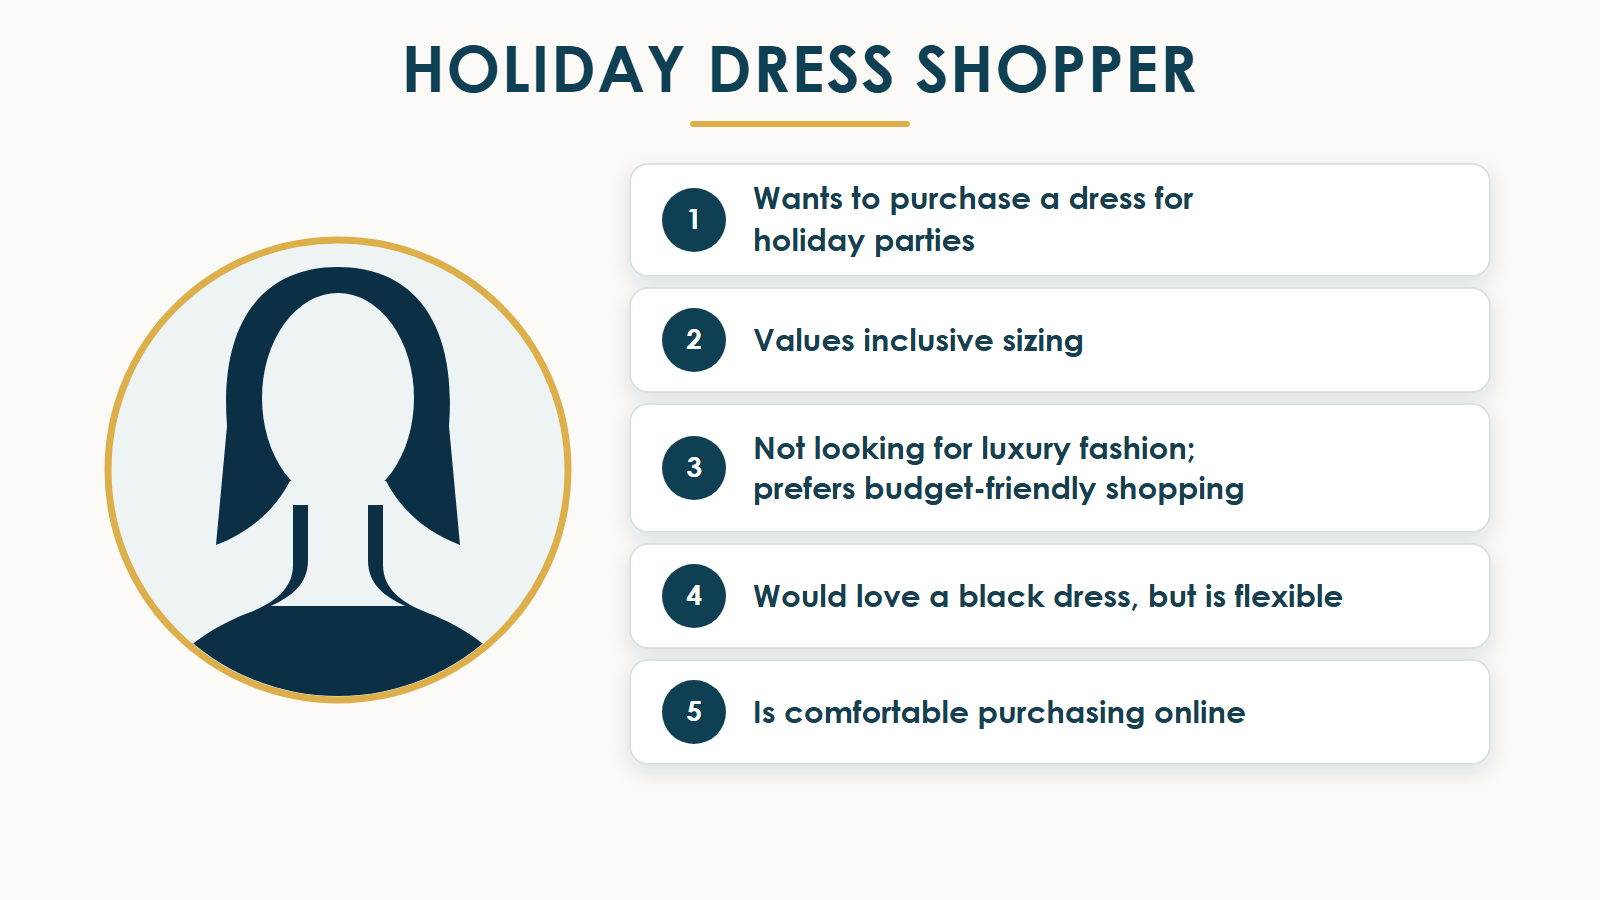 HOLIDAY DRESS SHOPPER
1
Wants to purchase a dress for
holiday parties
2
Values inclusive sizing
3
Not looking for luxury fashion;
prefers budget-friendly shopping
4
Would love a black dress, but is flexible
5
Is comfortable purchasing online